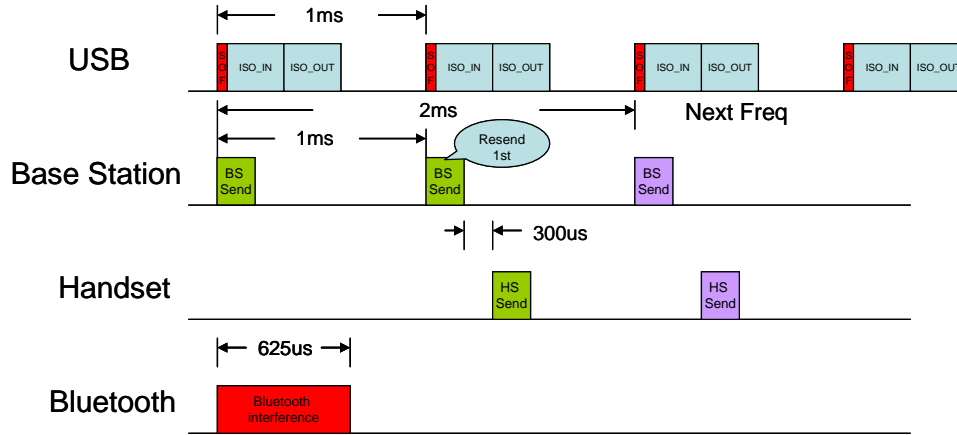 1ms
USB
SOF
ISO_IN
ISO_OUT
SOF
ISO_IN
ISO_OUT
SOF
ISO_IN
ISO_OUT
SOF
ISO_IN
ISO_OUT
2ms
Next Freq
1ms
Resend
1st
Base Station
BS
Send
BS
Send
BS
Send
300us
Handset
HS
Send
HS
Send
625us
Bluetooth
Bluetooth
interference